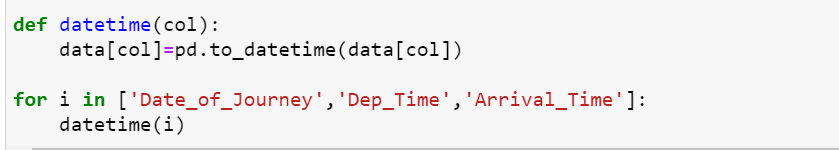 def datetime(col):
    data[col]=pd.to_datetime(data[col])
for i in ['Date_of_Journey','Dep_Time','Arrival_Time']:
    datetime(i)